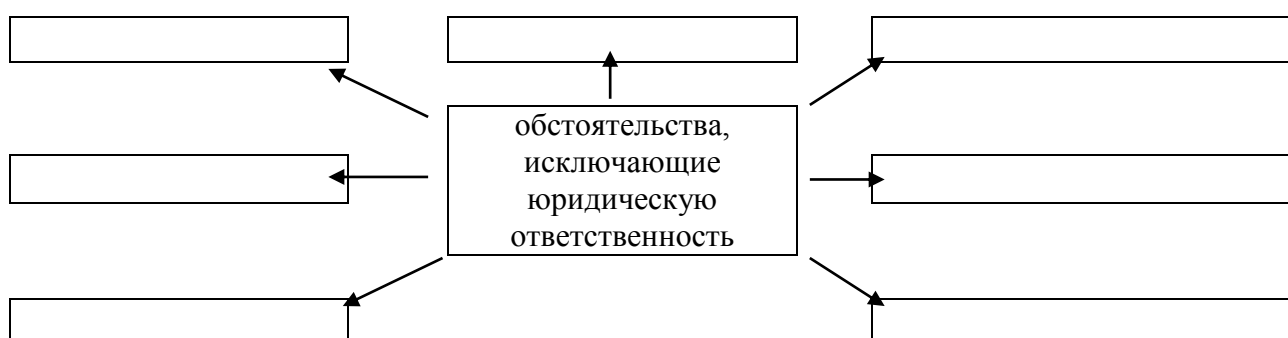 обстоятельства,
исключающие
юридическую
ответственность